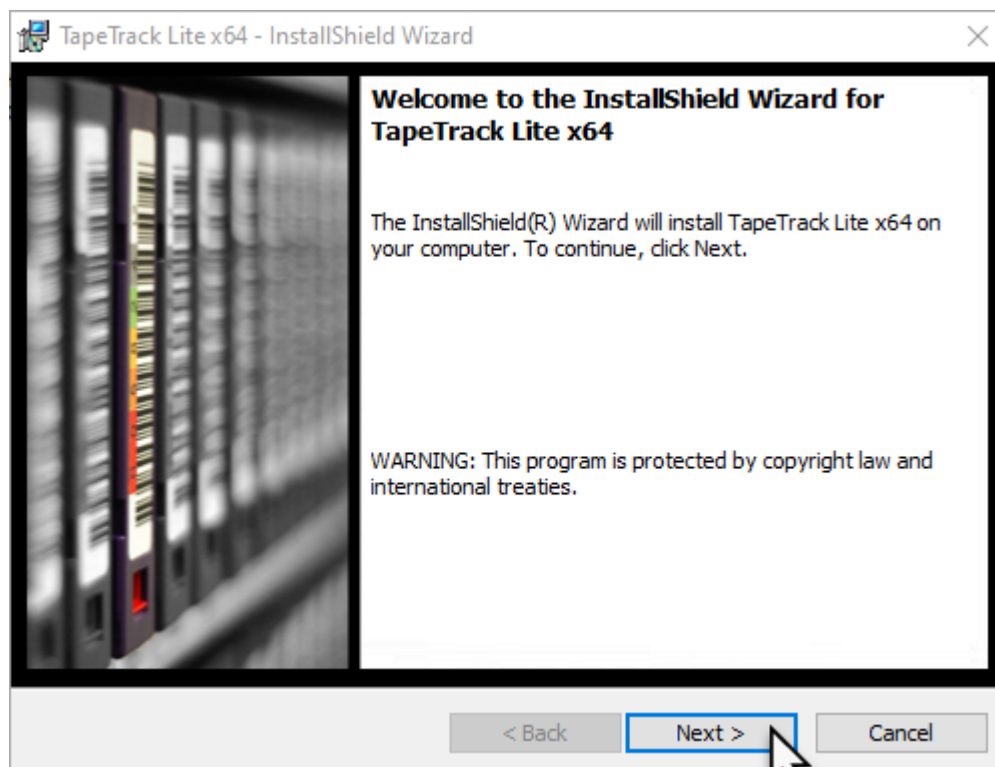 TapeTrack Lite x64 - InstallShield Wizard
Welcome to the InstallShield Wizard for
TapeTrack Lite x64
The InstallShield(R) Wizard will install TapeTrack Lite x64 on
your computer. To continue, click Next.
WARNING: This program is protected by copyright law and
international treaties.
< Back
Next >
Cancel